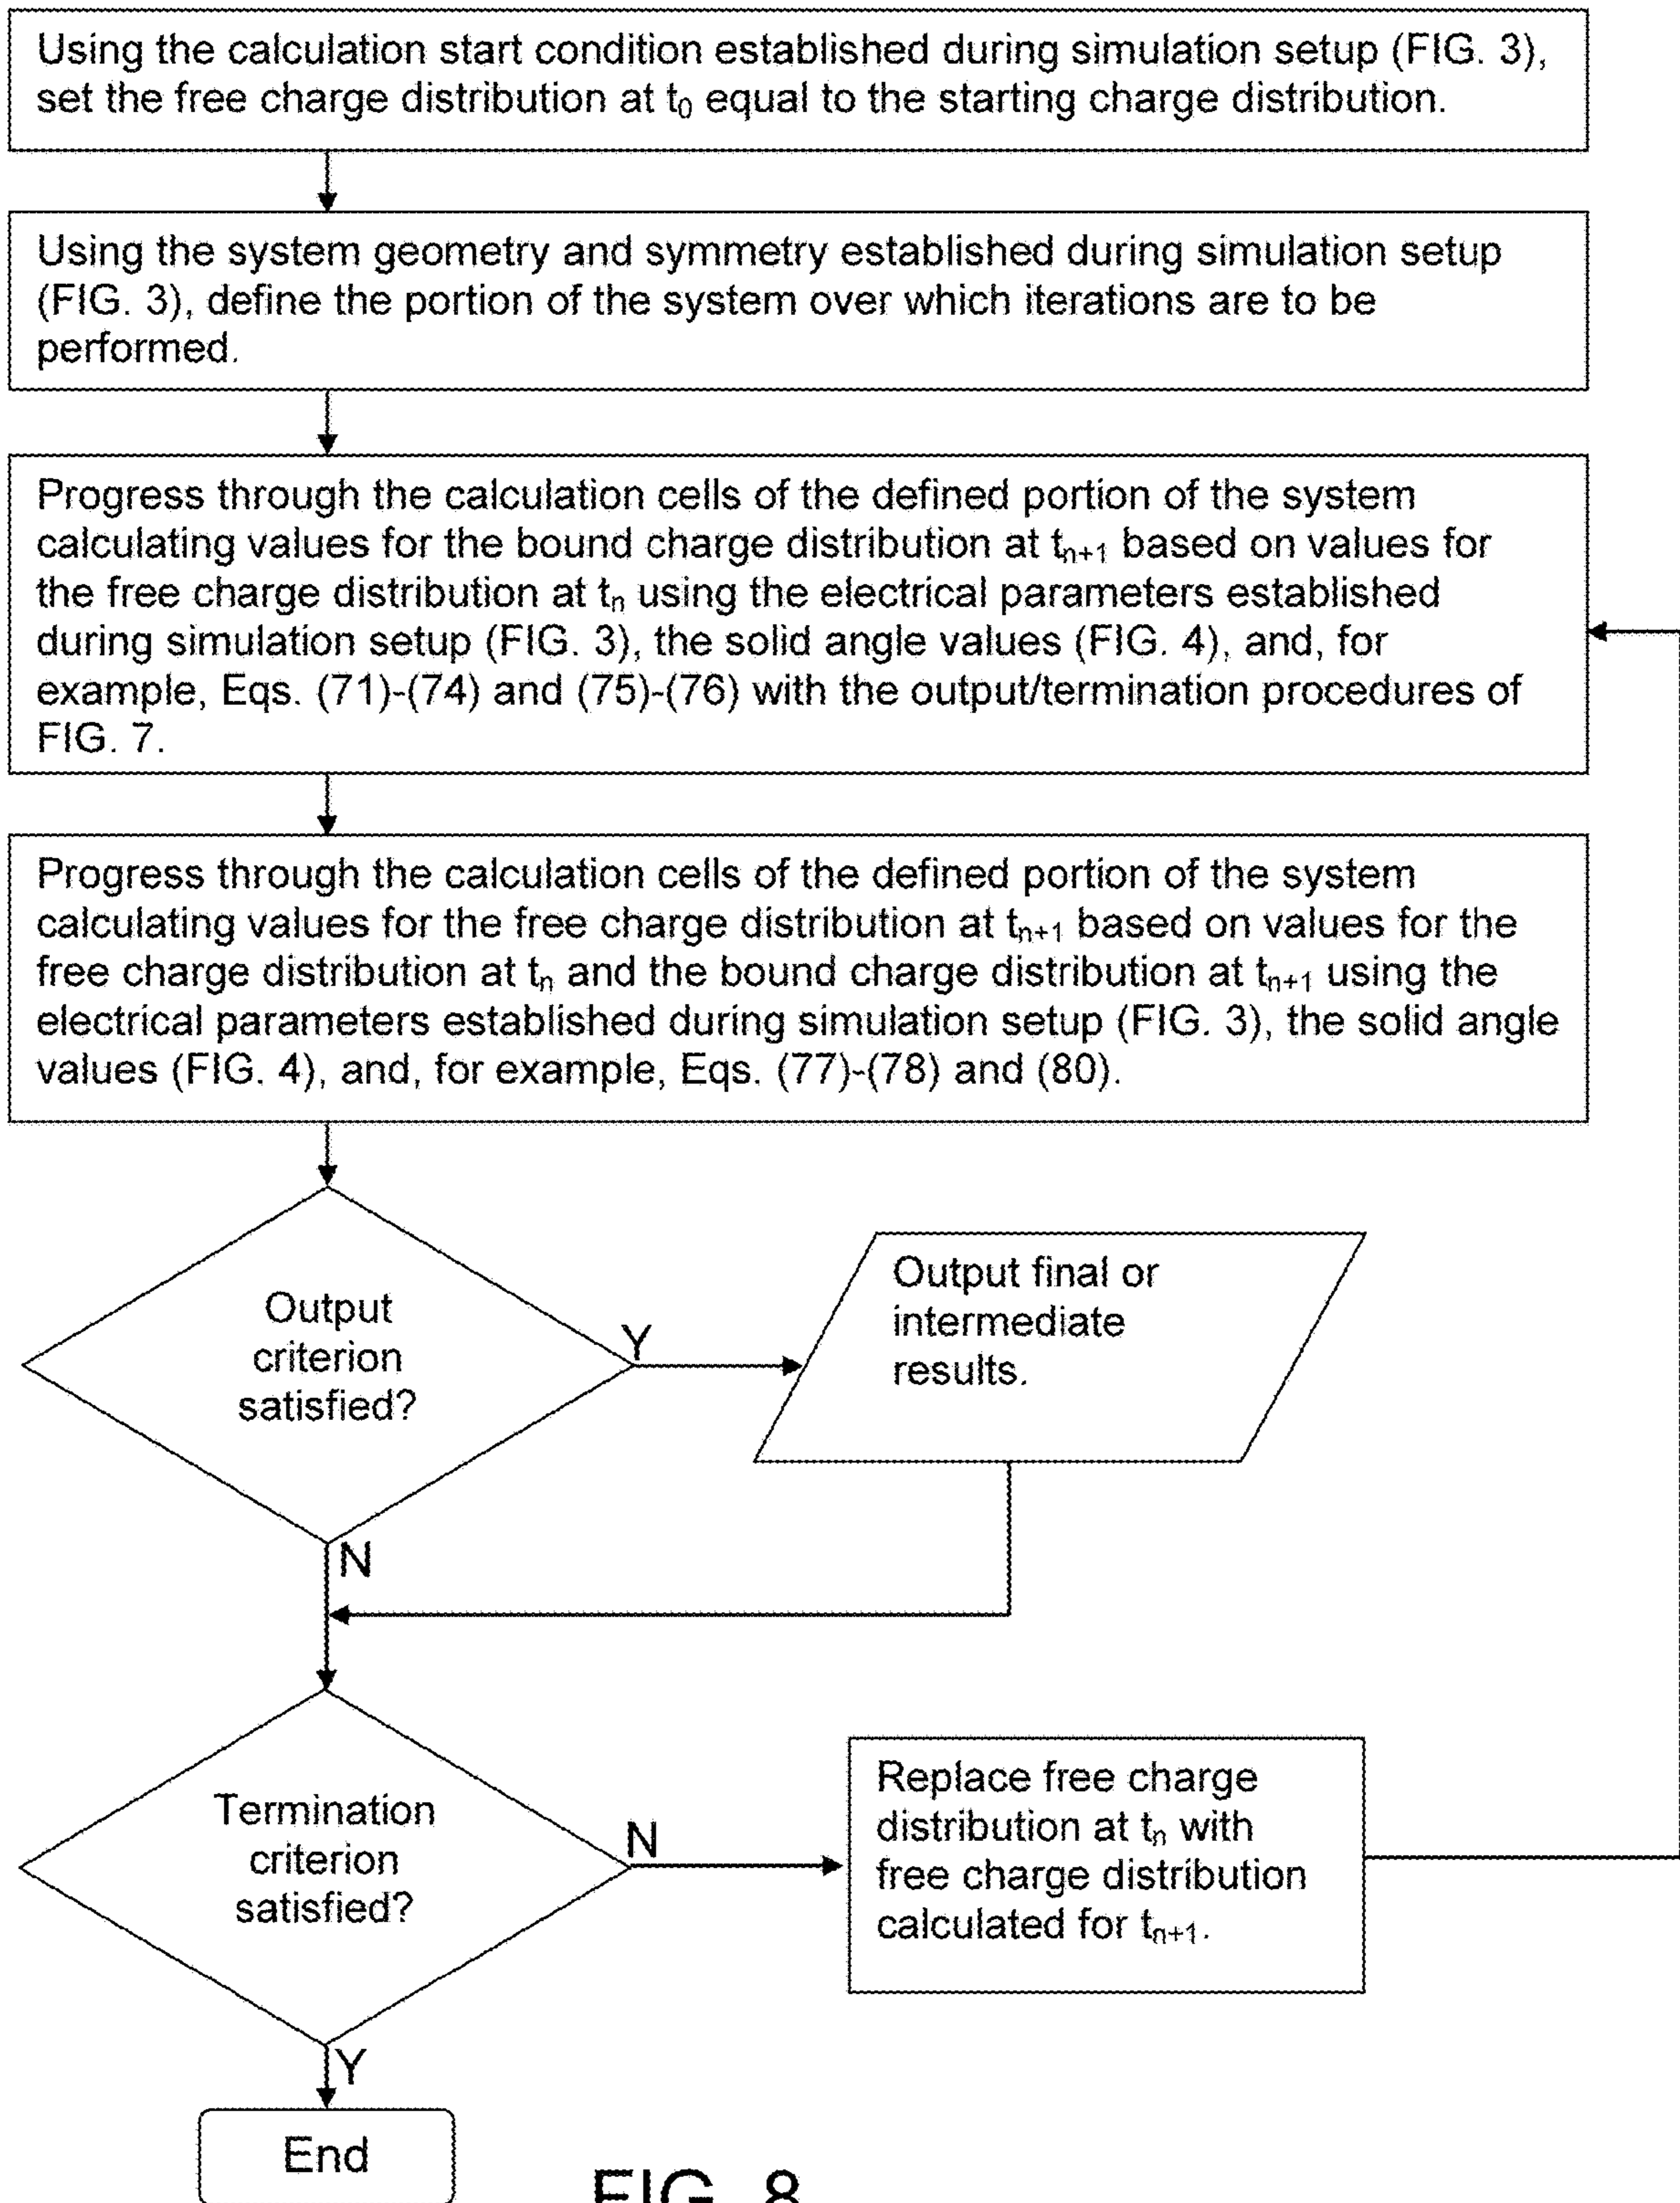 Using the calculation start condition established during simulation setup (FIG. 3),
set the free charge distribution at t₀ equal to the starting charge distribution.
Using the system geometry and symmetry established during simulation setup
(FIG. 3), define the portion of the system over which iterations are to be
performed.
Progress through the calculation cells of the defined portion of the system
calculating values for the bound charge distribution at tₙ₊₁ based on values for
the free charge distribution at tₙ using the electrical parameters established
during simulation setup (FIG. 3), the solid angle values (FIG. 4), and, for
example, Eqs. (71)-(74) and (75)-(76) with the output/termination procedures of
FIG. 7.
Progress through the calculation cells of the defined portion of the system
calculating values for the free charge distribution at tₙ₊₁ based on values for the
free charge distribution at tₙ and the bound charge distribution at tₙ₊₁ using the
electrical parameters established during simulation setup (FIG. 3), the solid angle
values (FIG. 4), and, for example, Eqs. (77)-(78) and (80).
Output
criterion
satisfied?
Y
Output final or
intermediate
results.
N
Termination
criterion
satisfied?
N
Replace free charge
distribution at tₙ with
free charge distribution
calculated for tₙ₊₁.
Y
End
FIG. 8